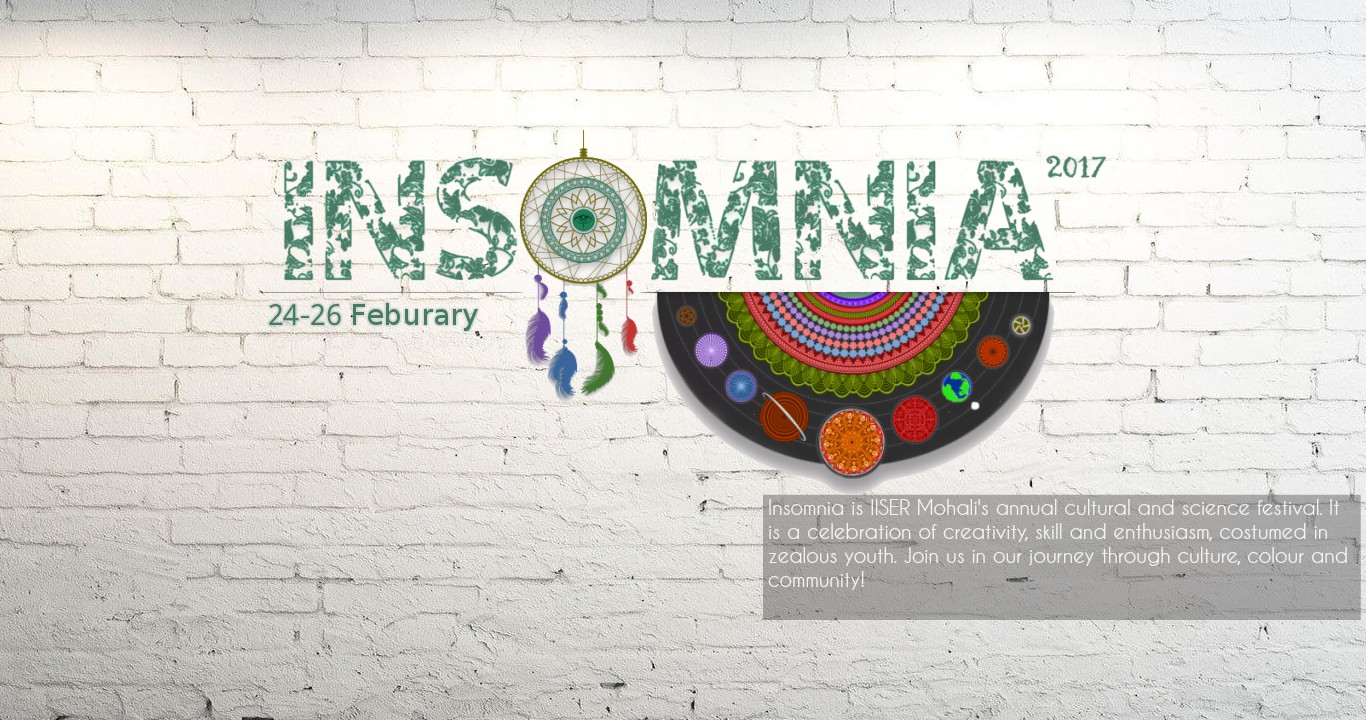 INSOMNIA 2017
24-26 Feburary
Insomnia is IISER Mohali's annual cultural and science festival. It
is a celebration of creativity, skill and enthusiasm, costumed in
zealous youth. Join us in our journey through culture, colour and
community!